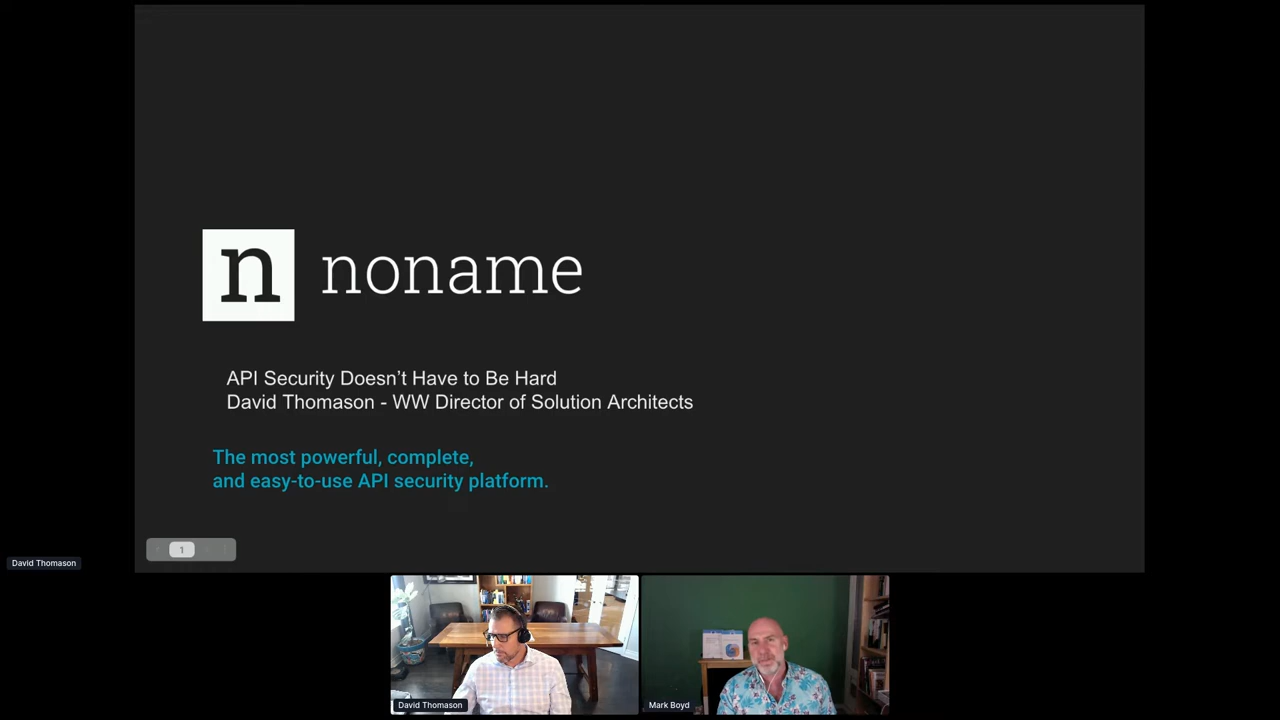 n noname
API Security Doesn’t Have to Be Hard
David Thomason - WW Director of Solution Architects
The most powerful, complete,
and easy-to-use API security platform.
1
David Thomason
David Thomason
Mark Boyd